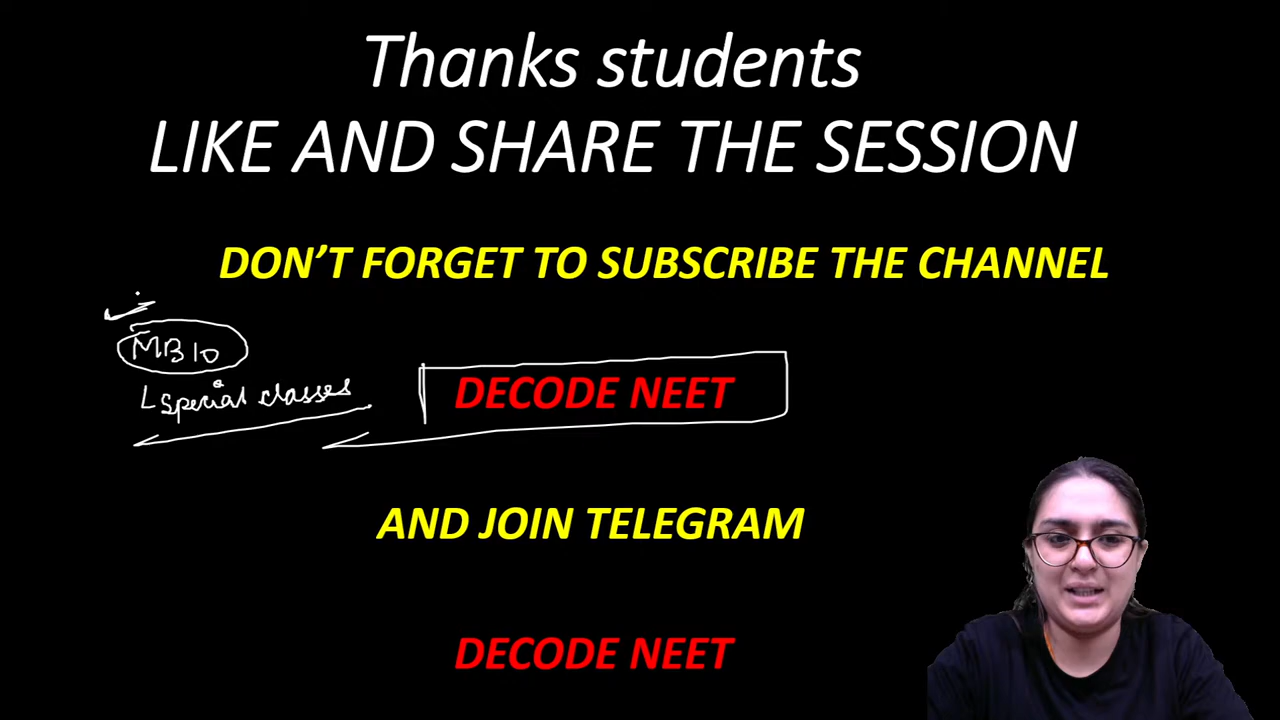 Thanks students
LIKE AND SHARE THE SESSION
DON’T FORGET TO SUBSCRIBE THE CHANNEL
MB10
Special classes
DECODE NEET
AND JOIN TELEGRAM
DECODE NEET